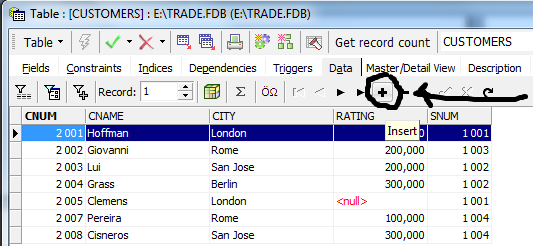 Table : [CUSTOMERS] : E:\TRADE.FDB (E:\TRADE.FDB)
Table Get record count CUSTOMERS
Fields Constraints Indices Dependencies Triggers Data Master/Detail View Description
Record: 1 Σ ÖΩ
CNUM CNAME CITY RATING SNUM
2 001 Hoffman London 1 001
Insert
2 002 Giovanni Rome 200,000 1 003
2 003 Lui San Jose 200,000 1 002
2 004 Grass Berlin 300,000 1 002
2 005 Clemens London <null> 1 001
2 007 Pereira Rome 100,000 1 004
2 008 Cisneros San Jose 300,000 1 004